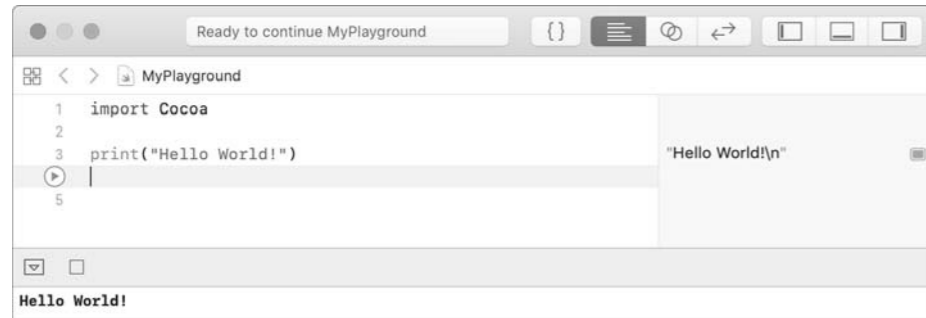 Ready to continue MyPlayground
{}
MyPlayground
1 import Cocoa
2
3 print("Hello World!") "Hello World!\n"
5
Hello World!